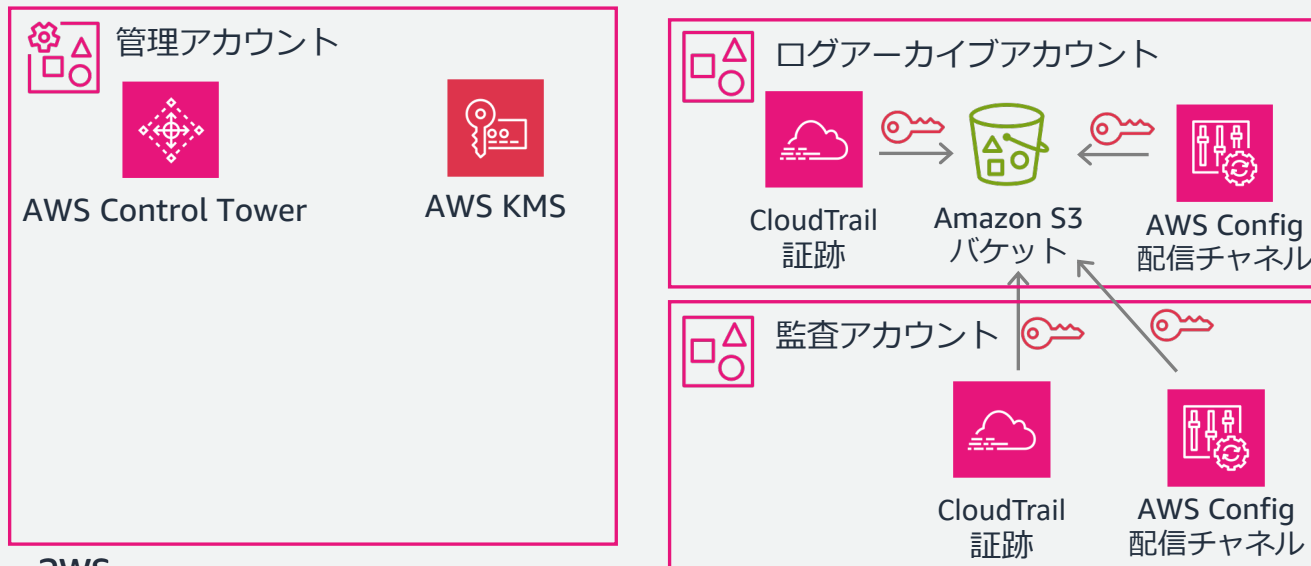 管理アカウント
AWS Control Tower
AWS KMS
ログアーカイブアカウント
CloudTrail
証跡
Amazon S3
バケット
AWS Config
配信チャネル
監査アカウント
CloudTrail
証跡
AWS Config
配信チャネル
aws